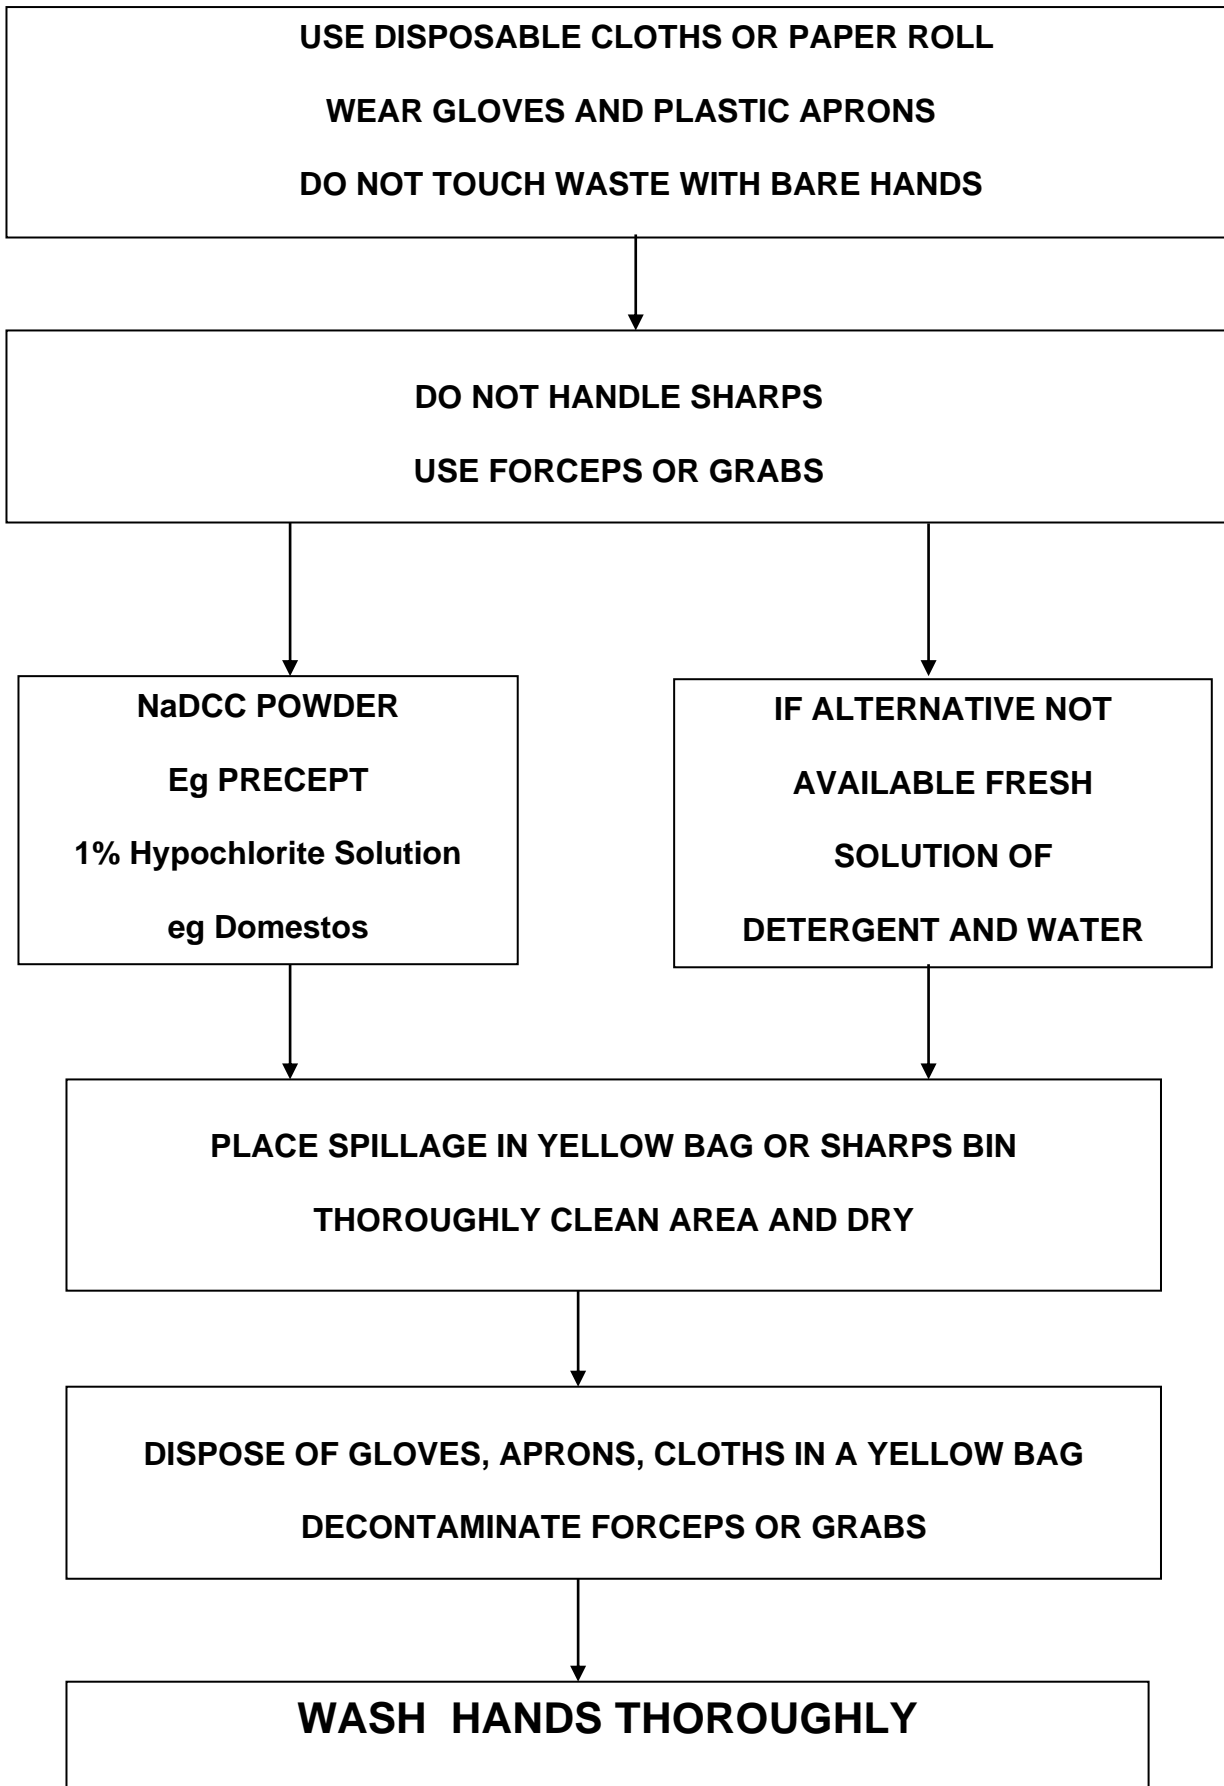 USE DISPOSABLE CLOTHS OR PAPER ROLL
WEAR GLOVES AND PLASTIC APRONS
DO NOT TOUCH WASTE WITH BARE HANDS
DO NOT HANDLE SHARPS
USE FORCEPS OR GRABS
NaDCC POWDER
Eg PRECEPT
1% Hypochlorite Solution
eg Domestos
IF ALTERNATIVE NOT
AVAILABLE FRESH
SOLUTION OF
DETERGENT AND WATER
PLACE SPILLAGE IN YELLOW BAG OR SHARPS BIN
THOROUGHLY CLEAN AREA AND DRY
DISPOSE OF GLOVES, APRONS, CLOTHS IN A YELLOW BAG
DECONTAMINATE FORCEPS OR GRABS
WASH  HANDS THOROUGHLY